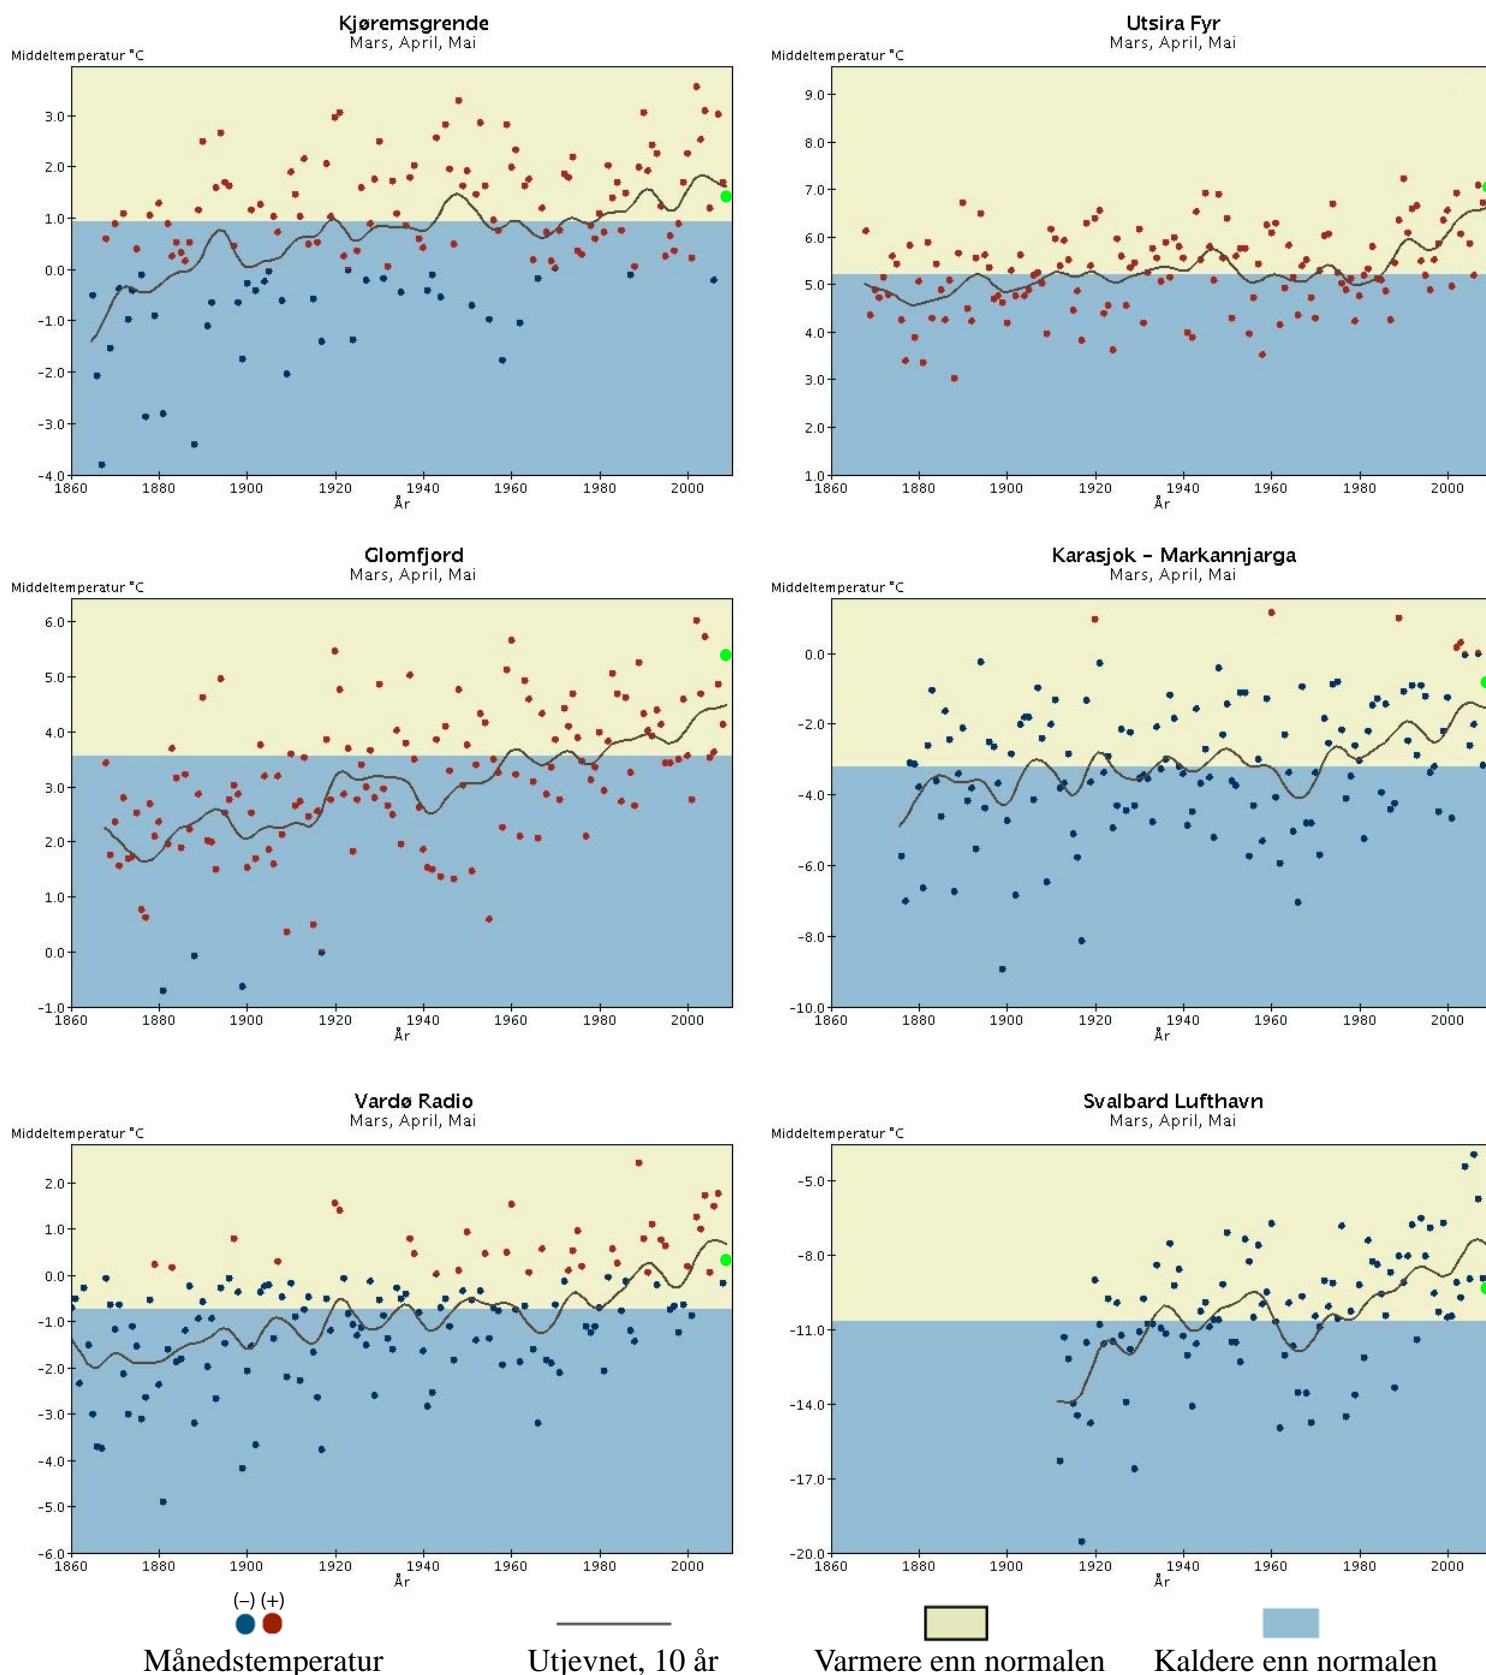 Kjøremsgrende
Mars, April, Mai
Middeltemperatur °C
3.0
2.0
1.0
0.0
-1.0
-2.0
-3.0
-4.0
1860 1880 1900 1920 1940 1960 1980 2000
År
Utsira Fyr
Mars, April, Mai
Middeltemperatur °C
9.0
8.0
7.0
6.0
5.0
4.0
3.0
2.0
1.0
1860 1880 1900 1920 1940 1960 1980 2000
År
Glomfjord
Mars, April, Mai
Middeltemperatur °C
6.0
5.0
4.0
3.0
2.0
1.0
0.0
-1.0
1860 1880 1900 1920 1940 1960 1980 2000
År
Karasjok - Markannjarga
Mars, April, Mai
Middeltemperatur °C
0.0
-2.0
-4.0
-6.0
-8.0
-10.0
1860 1880 1900 1920 1940 1960 1980 2000
År
Vardø Radio
Mars, April, Mai
Middeltemperatur °C
2.0
1.0
0.0
-1.0
-2.0
-3.0
-4.0
-5.0
-6.0
1860 1880 1900 1920 1940 1960 1980 2000
År
Svalbard Lufthavn
Mars, April, Mai
Middeltemperatur °C
-5.0
-8.0
-11.0
-14.0
-17.0
-20.0
1860 1880 1900 1920 1940 1960 1980 2000
År
(–) (+)
Månedstemperatur Utjevnet, 10 år Varmere enn normalen Kaldere enn normalen